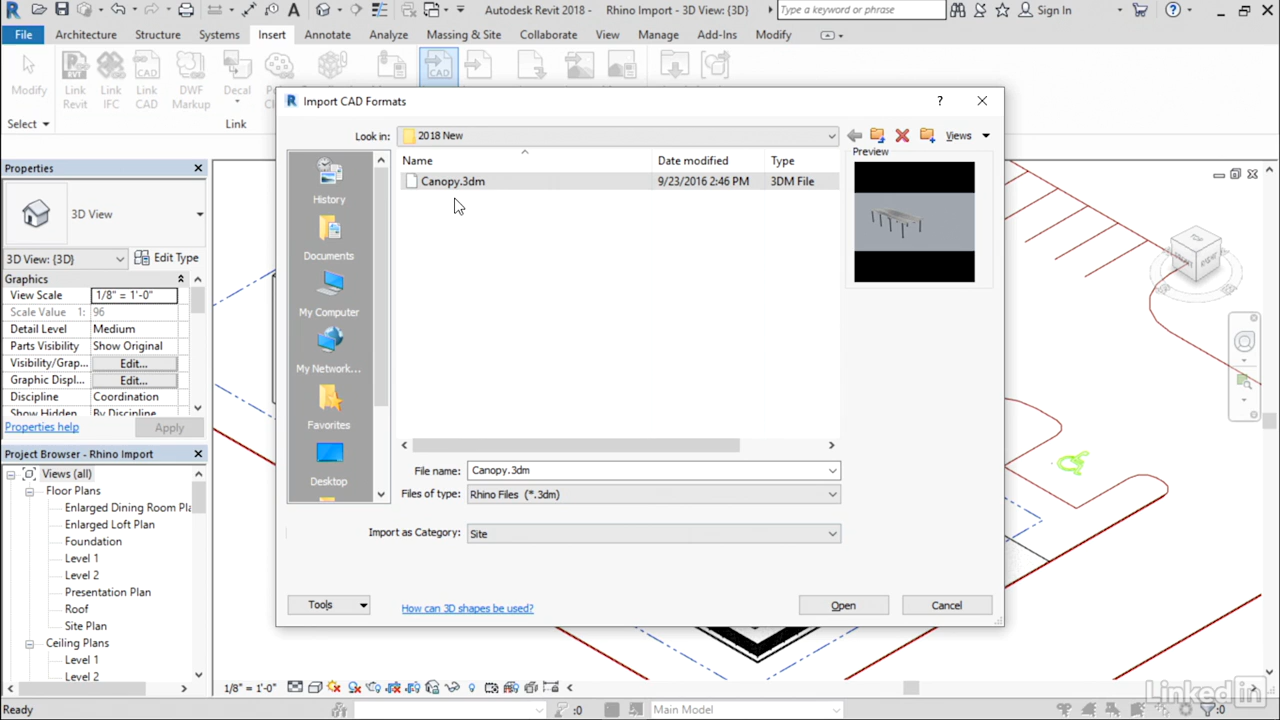 Autodesk Revit 2018 - Rhino Import - 3D View: {3D}
Type a keyword or phrase
Sign In
File
Architecture
Structure
Systems
Insert
Annotate
Analyze
Massing & Site
Collaborate
View
Manage
Add-Ins
Modify
Modify
Link
Revit
Link
IFC
Link
CAD
DWF
Markup
Decal
Select
Link
Import CAD Formats
Look in:
2018 New
Views
Name
Date modified
Type
Canopy.3dm
9/23/2016 2:46 PM
3DM File
Preview
History
Documents
My Computer
My Network...
Favorites
Desktop
File name:
Canopy.3dm
Files of type:
Rhino Files (*.3dm)
Import as Category:
Site
Tools
How can 3D shapes be used?
Open
Cancel
Properties
3D View
3D View: {3D}
Edit Type
Graphics
View Scale
1/8" = 1'-0"
Scale Value 1:
96
Detail Level
Medium
Parts Visibility
Show Original
Visibility/Grap...
Edit...
Graphic Displ...
Edit...
Discipline
Coordination
Show Hidden
By Discipline
Properties help
Apply
Project Browser - Rhino Import
Views (all)
Floor Plans
Enlarged Dining Room Pla
Enlarged Loft Plan
Foundation
Level 1
Level 2
Presentation Plan
Roof
Site Plan
Ceiling Plans
Level 1
Level 2
1/8" = 1'-0"
Ready
:0
Main Model
:0
Linked in